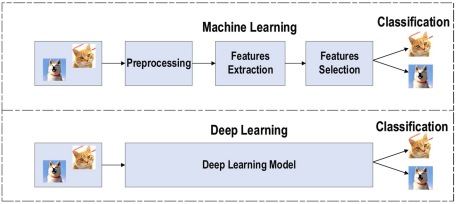 Machine Learning
Classification
Preprocessing
Features
Extraction
Features
Selection
Deep Learning
Classification
Deep Learning Model